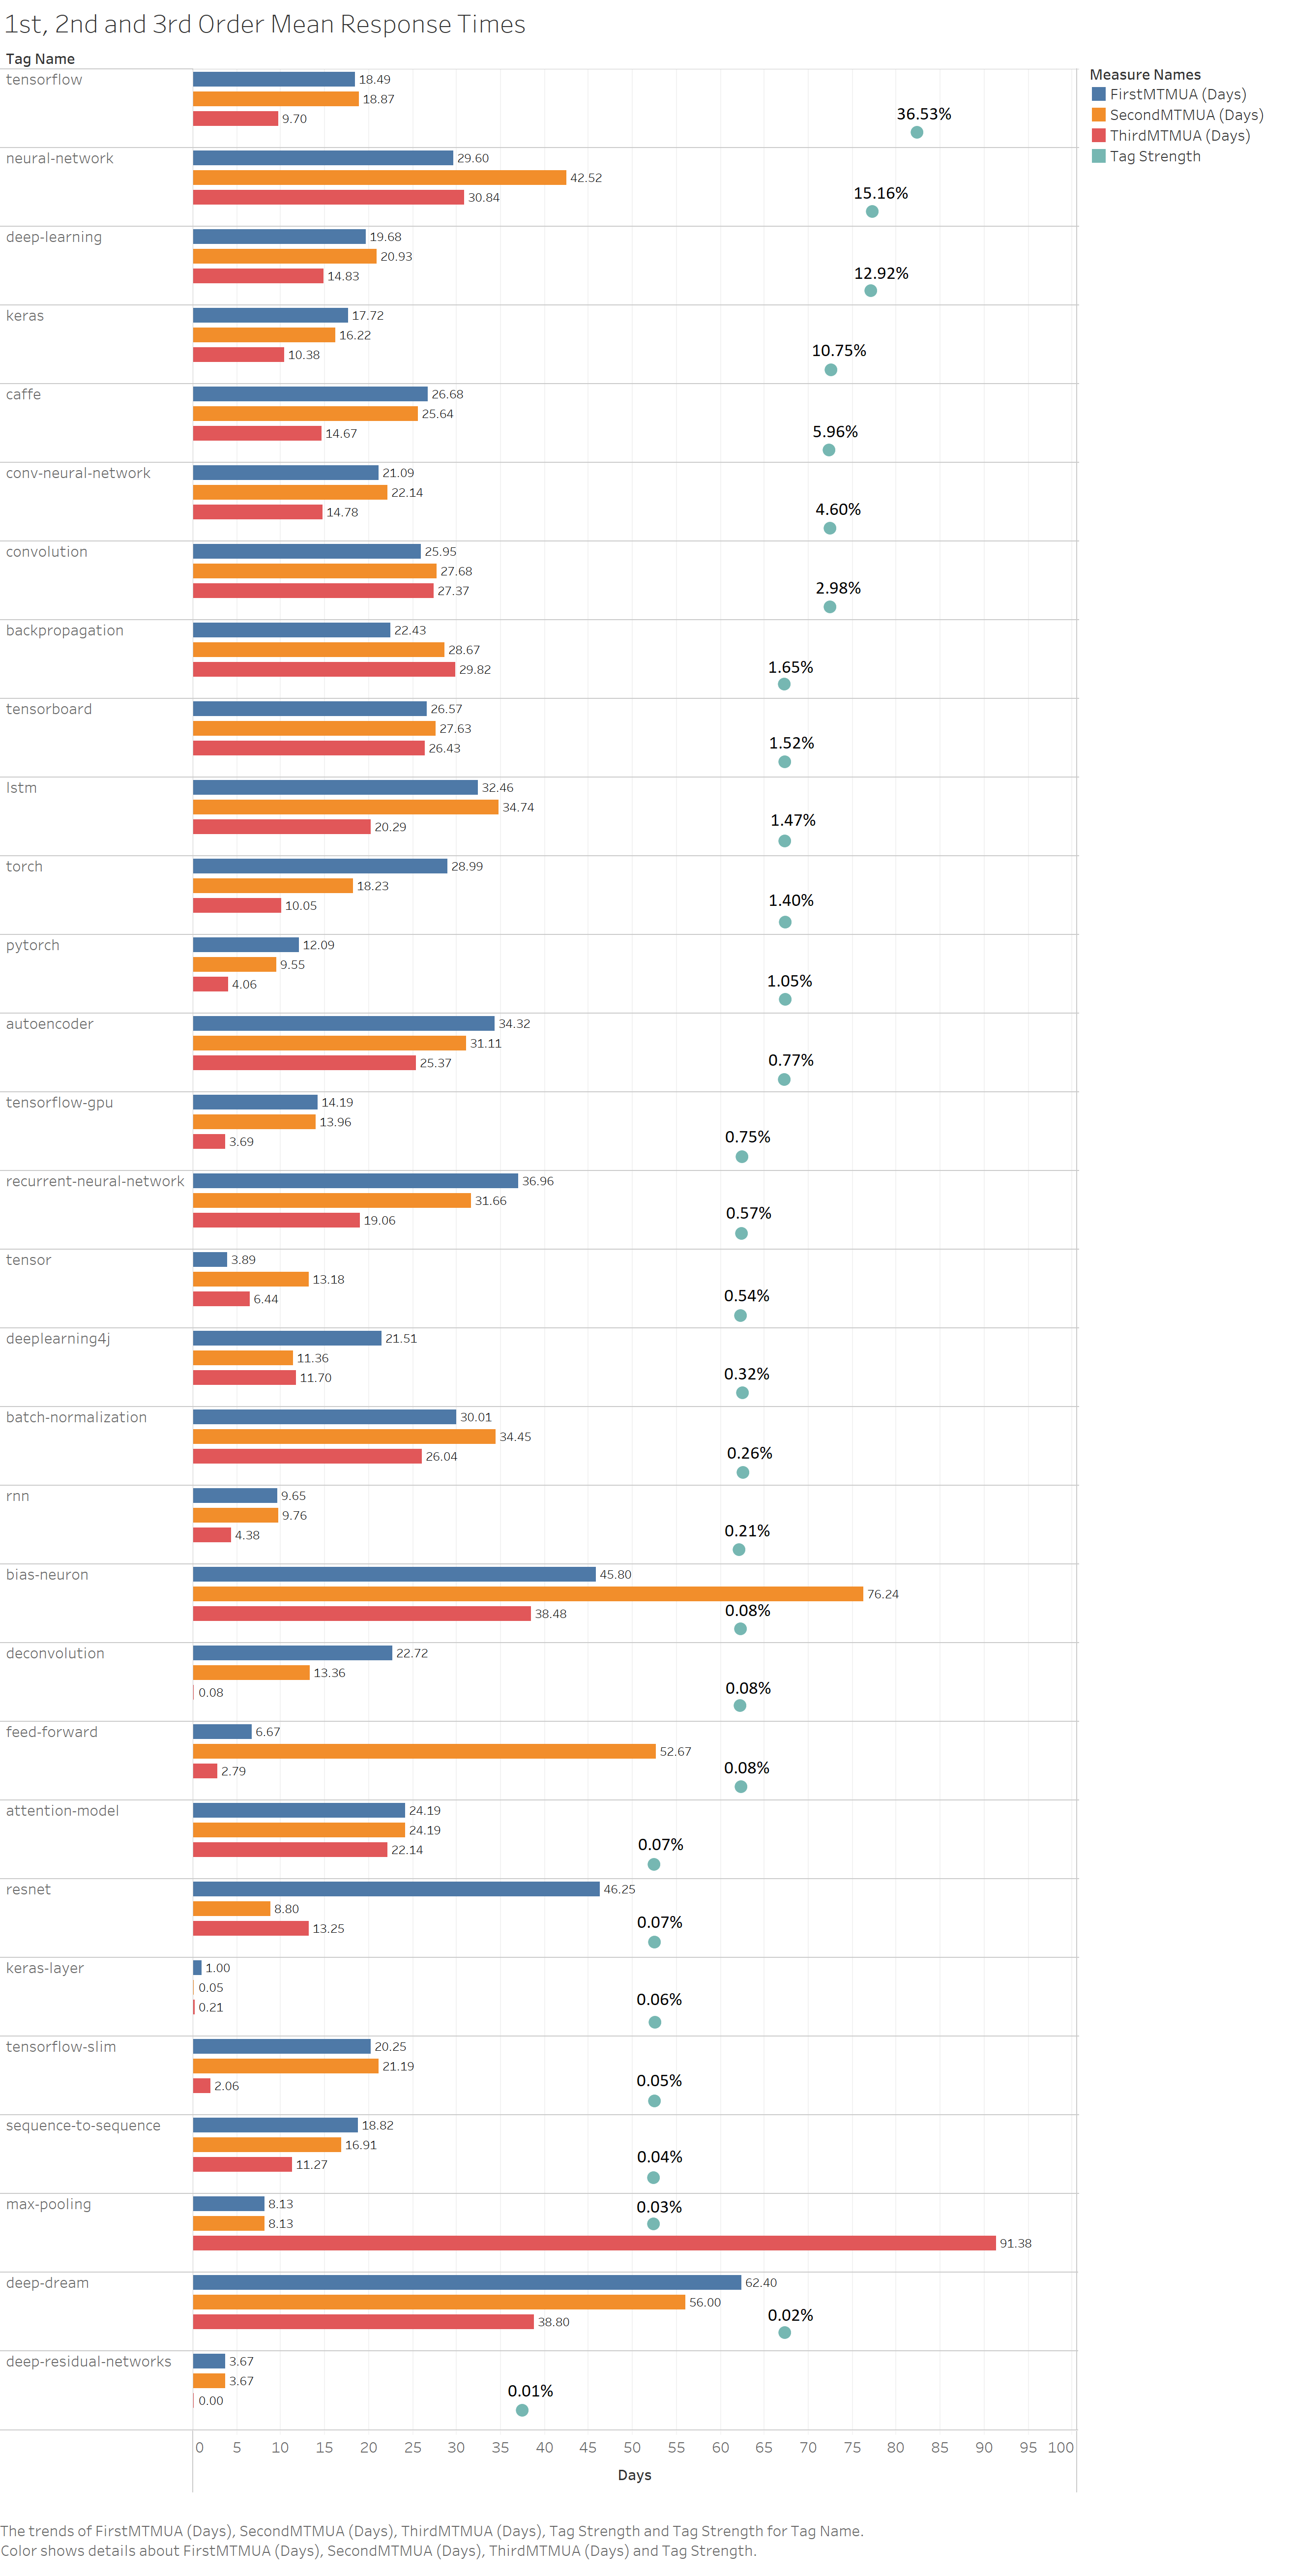 1st, 2nd and 3rd Order Mean Response Times
Tag Name
Measure Names
FirstMTMUA (Days)
SecondMTMUA (Days)
ThirdMTMUA (Days)
Tag Strength
tensorflow
18.49
18.87
9.70
36.53%
neural-network
29.60
42.52
30.84
15.16%
deep-learning
19.68
20.93
14.83
12.92%
keras
17.72
16.22
10.38
10.75%
caffe
26.68
25.64
14.67
5.96%
conv-neural-network
21.09
22.14
14.78
4.60%
convolution
25.95
27.68
27.37
2.98%
backpropagation
22.43
28.67
29.82
1.65%
tensorboard
26.57
27.63
26.43
1.52%
lstm
32.46
34.74
20.29
1.47%
torch
28.99
18.23
10.05
1.40%
pytorch
12.09
9.55
4.06
1.05%
autoencoder
34.32
31.11
25.37
0.77%
tensorflow-gpu
14.19
13.96
3.69
0.75%
recurrent-neural-network
36.96
31.66
19.06
0.57%
tensor
3.89
13.18
6.44
0.54%
deeplearning4j
21.51
11.36
11.70
0.32%
batch-normalization
30.01
34.45
26.04
0.26%
rnn
9.65
9.76
4.38
0.21%
bias-neuron
45.80
76.24
38.48
0.08%
deconvolution
22.72
13.36
0.08
0.08%
feed-forward
6.67
52.67
2.79
0.08%
attention-model
24.19
24.19
22.14
0.07%
resnet
46.25
8.80
13.25
0.07%
keras-layer
1.00
0.05
0.21
0.06%
tensorflow-slim
20.25
21.19
2.06
0.05%
sequence-to-sequence
18.82
16.91
11.27
0.04%
max-pooling
8.13
8.13
91.38
0.03%
deep-dream
62.40
56.00
38.80
0.02%
deep-residual-networks
3.67
3.67
0.00
0.01%
0 5 10 15 20 25 30 35 40 45 50 55 60 65 70 75 80 85 90 95 100
Days
The trends of FirstMTMUA (Days), SecondMTMUA (Days), ThirdMTMUA (Days), Tag Strength and Tag Strength for Tag Name.
Color shows details about FirstMTMUA (Days), SecondMTMUA (Days), ThirdMTMUA (Days) and Tag Strength.